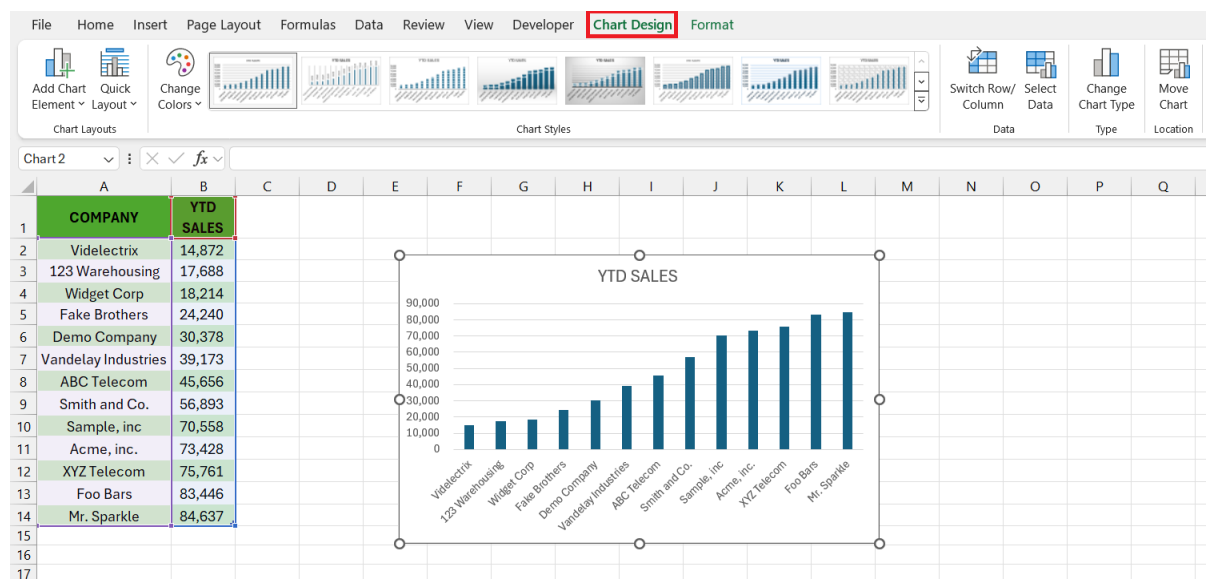 File Home Insert Page Layout Formulas Data Review View Developer Chart Design Format
Add Chart Element Quick Layout Change Colors Switch Row/ Column Select Data Change Chart Type Move Chart
Chart Layouts Chart Styles Data Type Location
Chart 2 fx
A B C D E F G H I J K L M N O P Q
1 COMPANY YTD SALES
2 Videlectrix 14,872
3 123 Warehousing 17,688
4 Widget Corp 18,214
5 Fake Brothers 24,240
6 Demo Company 30,378
7 Vandelay Industries 39,173
8 ABC Telecom 45,656
9 Smith and Co. 56,893
10 Sample, inc 70,558
11 Acme, inc. 73,428
12 XYZ Telecom 75,761
13 Foo Bars 83,446
14 Mr. Sparkle 84,637
15
16
17
YTD SALES
90,000
80,000
70,000
60,000
50,000
40,000
30,000
20,000
10,000
0
Videlectrix
123 Warehousing
Widget Corp
Fake Brothers
Demo Company
Vandelay Industries
ABC Telecom
Smith and Co.
Sample, inc
Acme, inc.
XYZ Telecom
Foo Bars
Mr. Sparkle